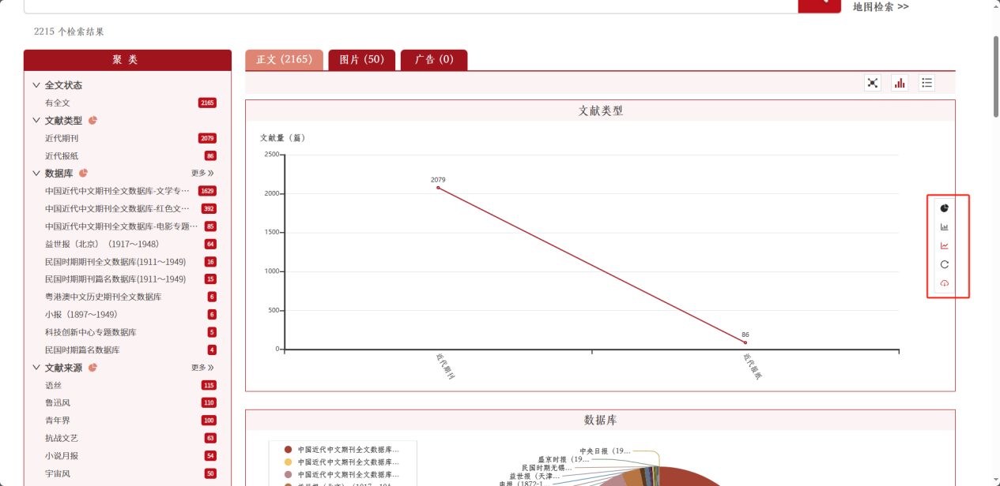 地图检索 >>
2215 个检索结果
聚 类
正文 (2165)
图片 (50)
广告 (0)
全文状态
有全文 2165
文献类型
近代期刊 2079
近代报纸 86
数据库 更多
中国近代中文期刊全文数据库-文学专… 1629
中国近代中文期刊全文数据库-红色文… 392
中国近代中文期刊全文数据库-电影专题… 85
益世报（北京）（1917～1948） 64
民国时期期刊全文数据库(1911～1949) 16
民国时期期刊篇名数据库(1911～1949) 15
粤港澳中文历史期刊全文数据库 6
小报（1897～1949） 6
科技创新中心专题数据库 5
民国时期篇名数据库 4
文献来源 更多
语丝 115
鲁迅风 110
青年界 100
抗战文艺 63
小说月报 54
宇宙风 50
文献类型
文献量（篇）
2500
2000
1500
1000
500
0
2079
86
近代期刊
近代报纸
数据库
中国近代中文期刊全文数据库...
中国近代中文期刊全文数据库...
中国近代中文期刊全文数据库...
中央日报（19...
盛京时报（19...
民国时期无锡...
益世报（天津...
申报（1872-1...